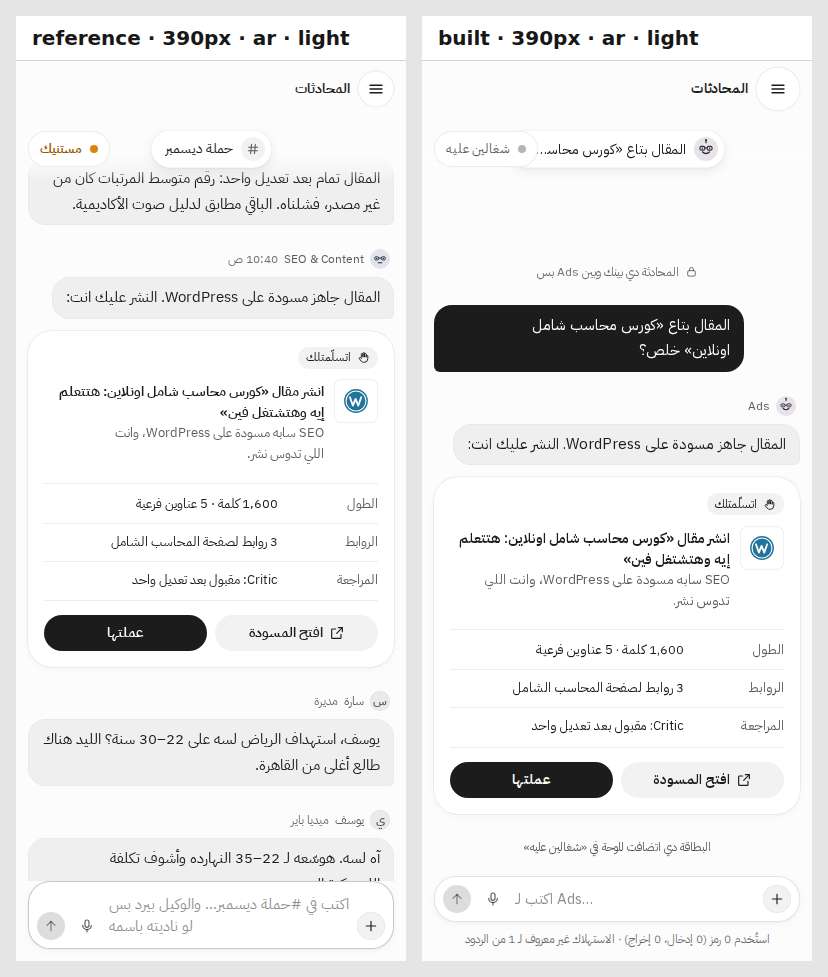 reference · 390px · ar · light
المحادثات
حملة ديسمبر
مستنيك
المقال تمام بعد تعديل واحد: رقم متوسط المرتبات كان من
غير مصدر، فشلناه. الباقي مطابق لدليل صوت الأكاديمية.
SEO & Content 10:40 ص
المقال جاهز مسودة على WordPress. النشر عليك انت:
اتسلّمتلك
انشر مقال «كورس محاسب شامل اونلاين: هتتعلم
إيه وهتشتغل فين»
SEO سابه مسودة على WordPress، وانت
اللي تدوس نشر.
الطول 1,600 كلمة · 5 عناوين فرعية
الروابط 3 روابط لصفحة المحاسب الشامل
المراجعة Critic: مقبول بعد تعديل واحد
افتح المسودة
عملتها
س سارة مديرة
يوسف، استهداف الرياض لسه على 22–30 سنة؟ الليد هناك
طالع أغلى من القاهرة.
ي يوسف ميديا باير
آه لسه. هوسّعه لـ 22–35 النهارده وأشوف تكلفة
اكتب في #حملة ديسمبر... والوكيل بيرد بس
لو ناديته باسمه
built · 390px · ar · light
المحادثات
المقال بتاع «كورس محاسـ...
شغالين عليه
المحادثة دي بينك وبين Ads بس
المقال بتاع «كورس محاسب شامل
اونلاين» خلص؟
Ads
المقال جاهز مسودة على WordPress. النشر عليك انت:
اتسلّمتلك
انشر مقال «كورس محاسب شامل اونلاين: هتتعلم
إيه وهتشتغل فين»
SEO سابه مسودة على WordPress، وانت اللي
تدوس نشر.
الطول 1,600 كلمة · 5 عناوين فرعية
الروابط 3 روابط لصفحة المحاسب الشامل
المراجعة Critic: مقبول بعد تعديل واحد
افتح المسودة
عملتها
البطاقة دي اتضافت للوحة في «شغالين عليه»
اكتب لـ Ads...
استُخدم 0 رمز (0 إدخال، 0 إخراج) · الاستهلاك غير معروف لـ 1 من الردود